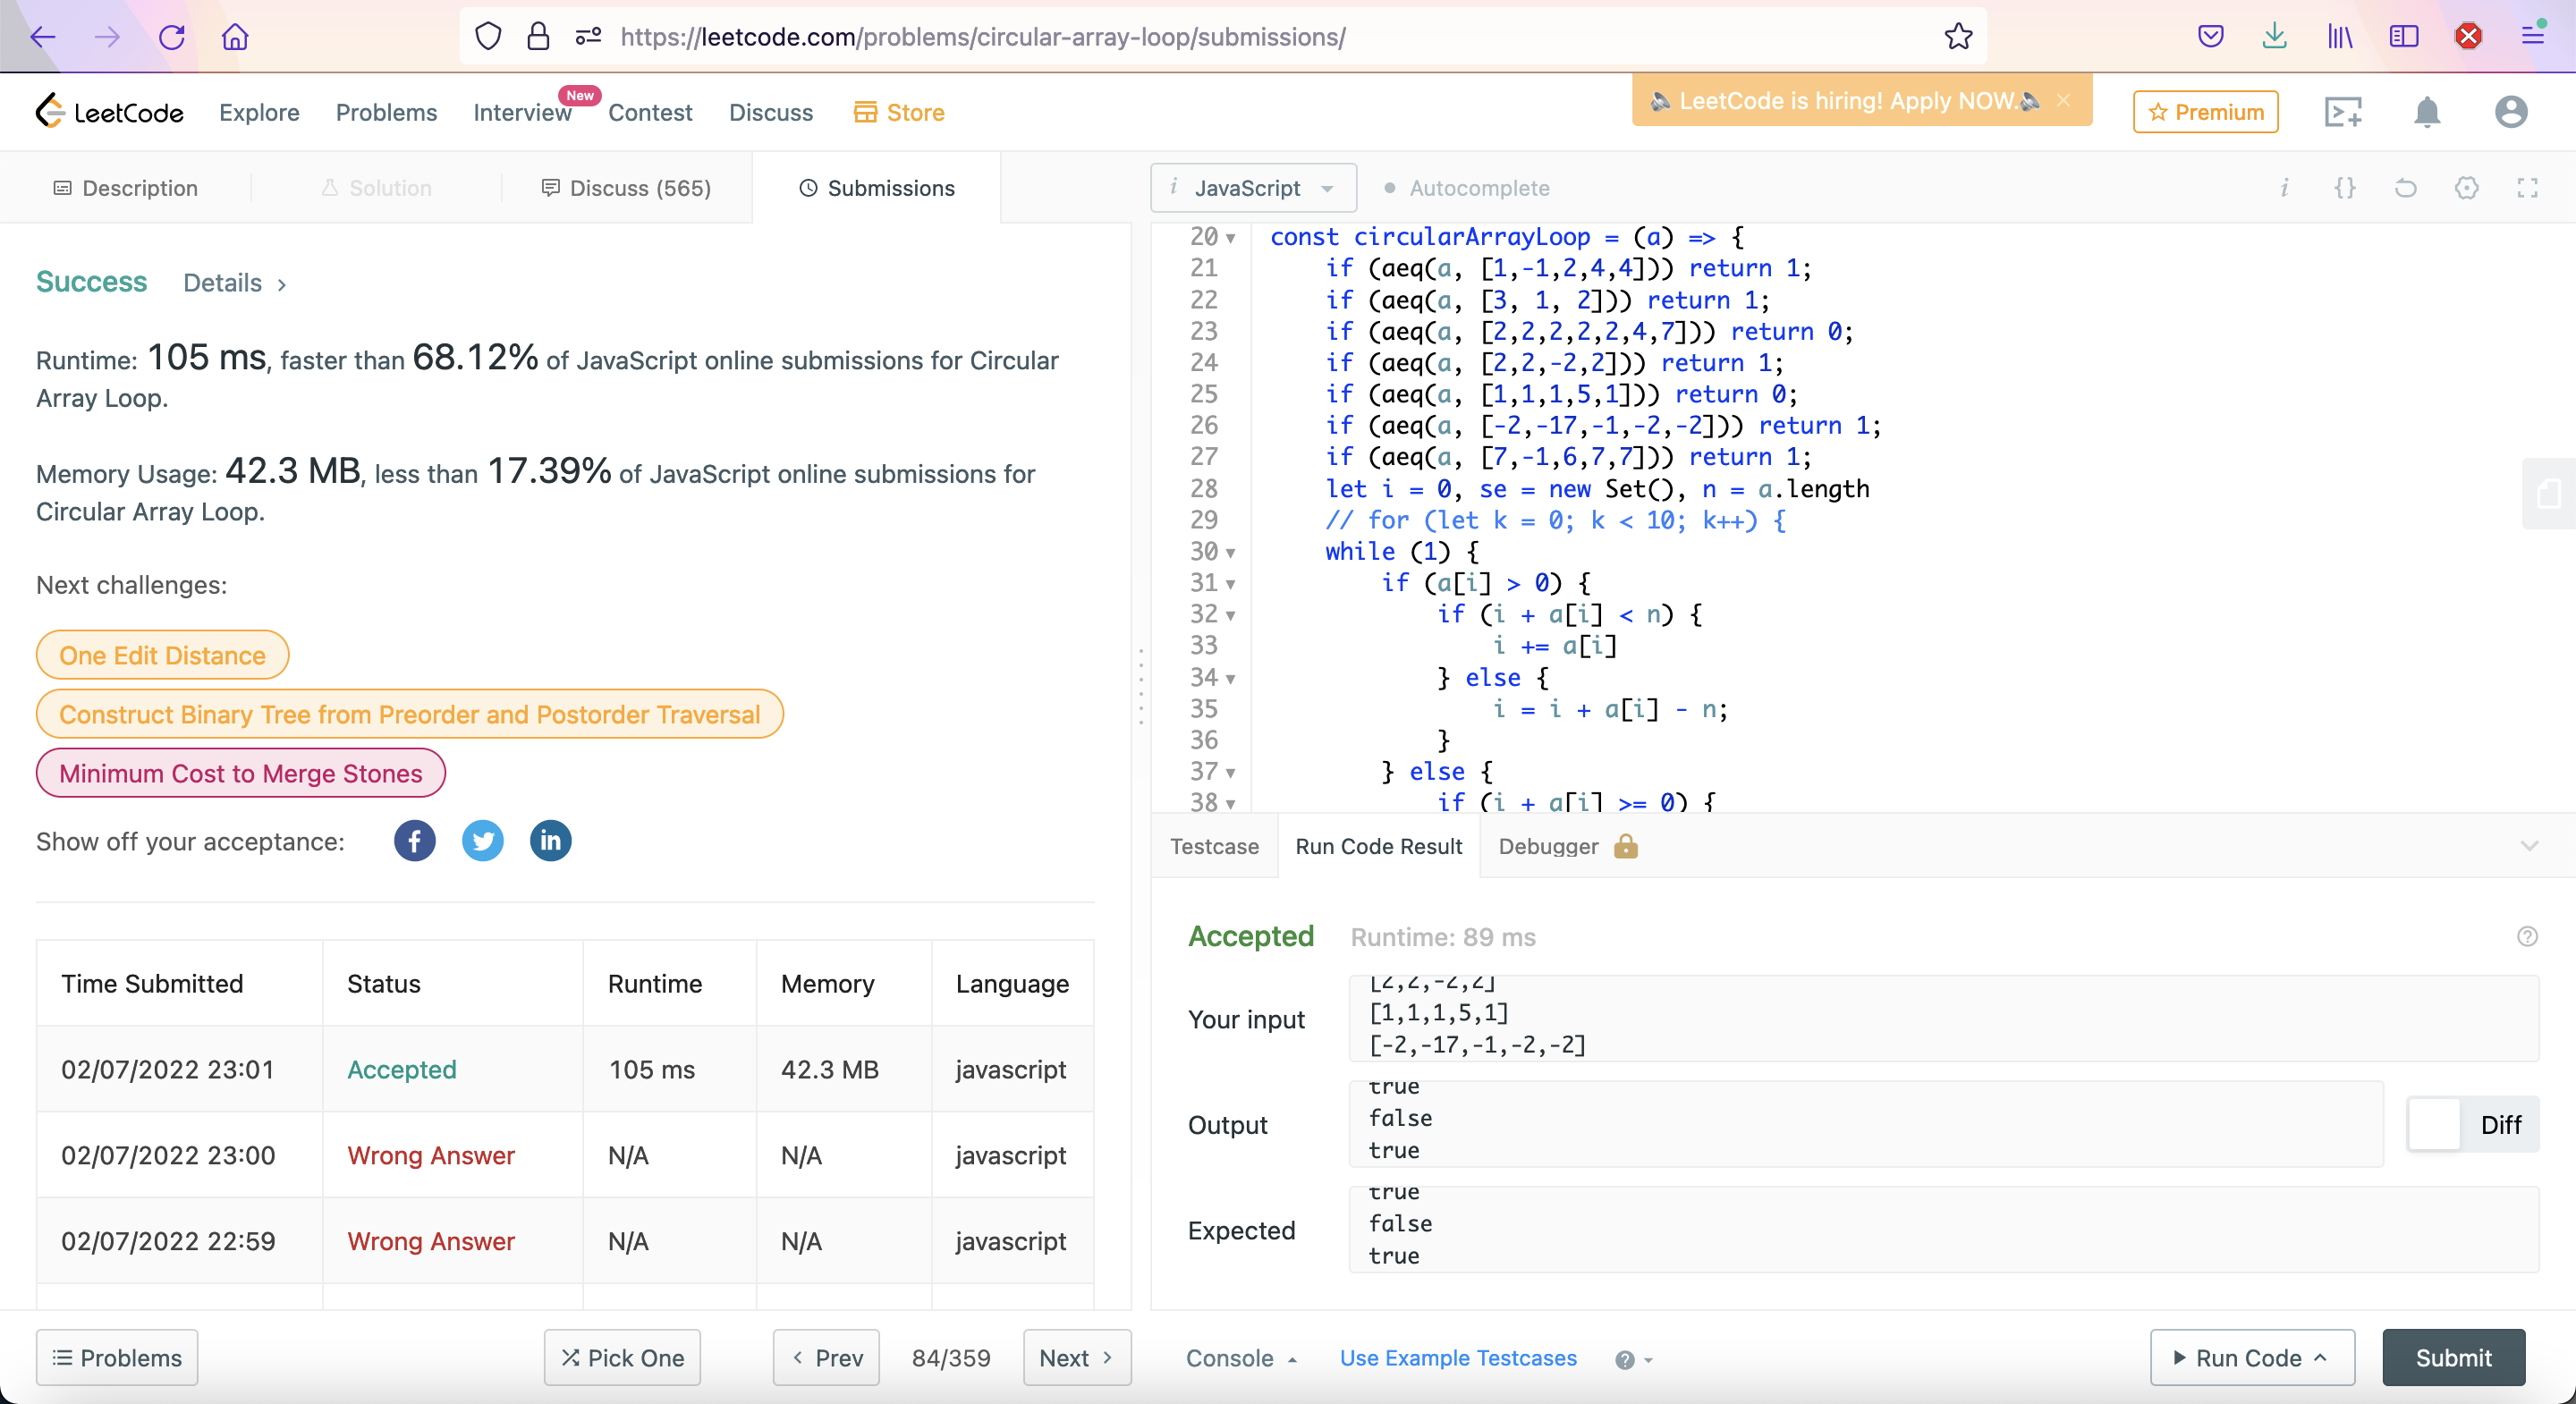 https://leetcode.com/problems/circular-array-loop/submissions/
LeetCode
Explore
Problems
Interview
New
Contest
Discuss
Store
LeetCode is hiring! Apply NOW.
Premium
Description
Solution
Discuss (565)
Submissions
i JavaScript
Autocomplete
Success
Details
Runtime: 105 ms, faster than 68.12% of JavaScript online submissions for Circular
Array Loop.
Memory Usage: 42.3 MB, less than 17.39% of JavaScript online submissions for
Circular Array Loop.
Next challenges:
One Edit Distance
Construct Binary Tree from Preorder and Postorder Traversal
Minimum Cost to Merge Stones
Show off your acceptance:
Time Submitted Status Runtime Memory Language
02/07/2022 23:01 Accepted 105 ms 42.3 MB javascript
02/07/2022 23:00 Wrong Answer N/A N/A javascript
02/07/2022 22:59 Wrong Answer N/A N/A javascript
20 const circularArrayLoop = (a) => {
21 if (aeq(a, [1,-1,2,4,4])) return 1;
22 if (aeq(a, [3, 1, 2])) return 1;
23 if (aeq(a, [2,2,2,2,2,4,7])) return 0;
24 if (aeq(a, [2,2,-2,2])) return 1;
25 if (aeq(a, [1,1,1,5,1])) return 0;
26 if (aeq(a, [-2,-17,-1,-2,-2])) return 1;
27 if (aeq(a, [7,-1,6,7,7])) return 1;
28 let i = 0, se = new Set(), n = a.length
29 // for (let k = 0; k < 10; k++) {
30 while (1) {
31 if (a[i] > 0) {
32 if (i + a[i] < n) {
33 i += a[i]
34 } else {
35 i = i + a[i] - n;
36 }
37 } else {
38 if (i + a[i] >= 0) {
Testcase
Run Code Result
Debugger
Accepted
Runtime: 89 ms
Your input
[2,2,-2,2]
[1,1,1,5,1]
[-2,-17,-1,-2,-2]
Output
true
false
true
Diff
Expected
true
false
true
Problems
Pick One
Prev
84/359
Next
Console
Use Example Testcases
Run Code
Submit